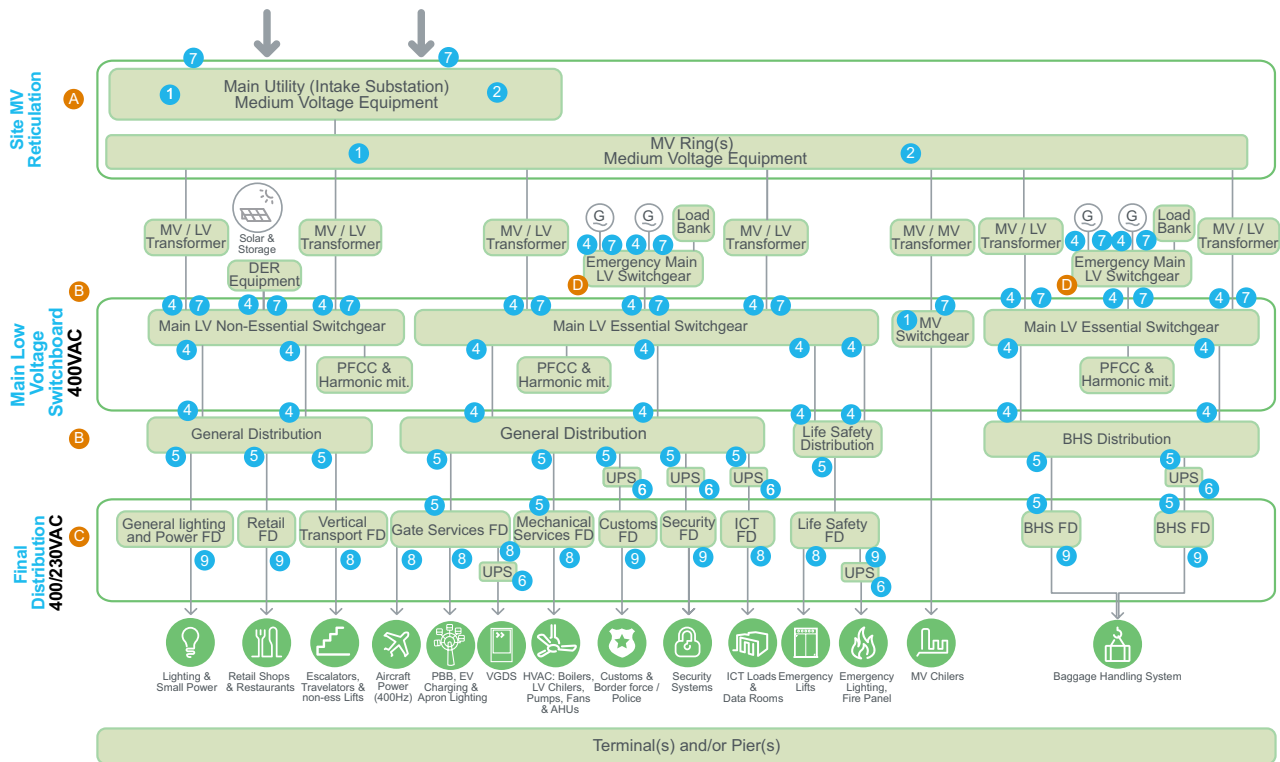 7
7
Site MV
Reticulation
A
1
Main Utility (Intake Substation)
Medium Voltage Equipment
2
1
MV Ring(s)
Medium Voltage Equipment
2
MV / LV
Transformer
Solar &
Storage
DER
Equipment
MV / LV
Transformer
MV / LV
Transformer
G
G
Load
Bank
4
7
4
7
Emergency Main
LV Switchgear
D
MV / LV
Transformer
MV / MV
Transformer
MV / LV
Transformer
G
G
Load
Bank
4
7
4
7
Emergency Main
LV Switchgear
D
MV / LV
Transformer
B
Main Low
Voltage
Switchboard
400VAC
4
7
4
7
4
7
Main LV Non-Essential Switchgear
4
4
PFCC &
Harmonic mit.
4
7
4
7
4
7
Main LV Essential Switchgear
4
4
4
4
PFCC &
Harmonic mit.
1
7
MV
Switchgear
4
7
4
7
4
7
Main LV Essential Switchgear
4
4
PFCC &
Harmonic mit.
B
4
4
General Distribution
5
5
5
4
4
General Distribution
5
5
5
5
5
UPS
6
UPS
6
UPS
6
4
4
Life Safety
Distribution
5
4
4
BHS Distribution
5
5
UPS
6
C
Final
Distribution
400/230VAC
General lighting
and Power FD
9
Retail
FD
9
Vertical
Transport FD
8
5
Gate Services FD
8
8
8
UPS
6
5
Mechanical
Services FD
8
Customs
FD
9
Security
FD
9
ICT
FD
8
Life Safety
FD
8
9
UPS
6
5
BHS FD
9
5
BHS FD
9
Lighting &
Small Power
Retail Shops
& Restaurants
Escalators,
Travelators &
non-ess Lifts
Aircraft
Power
(400Hz)
PBB, EV
Charging &
Apron Lighting
VGDS
HVAC: Boilers,
LV Chilers,
Pumps, Fans
& AHUs
Customs &
Border force /
Police
Security
Systems
ICT Loads &
Data Rooms
Emergency
Lifts
Emergency
Lighting,
Fire Panel
MV Chilers
Baggage Handling System
Terminal(s) and/or Pier(s)